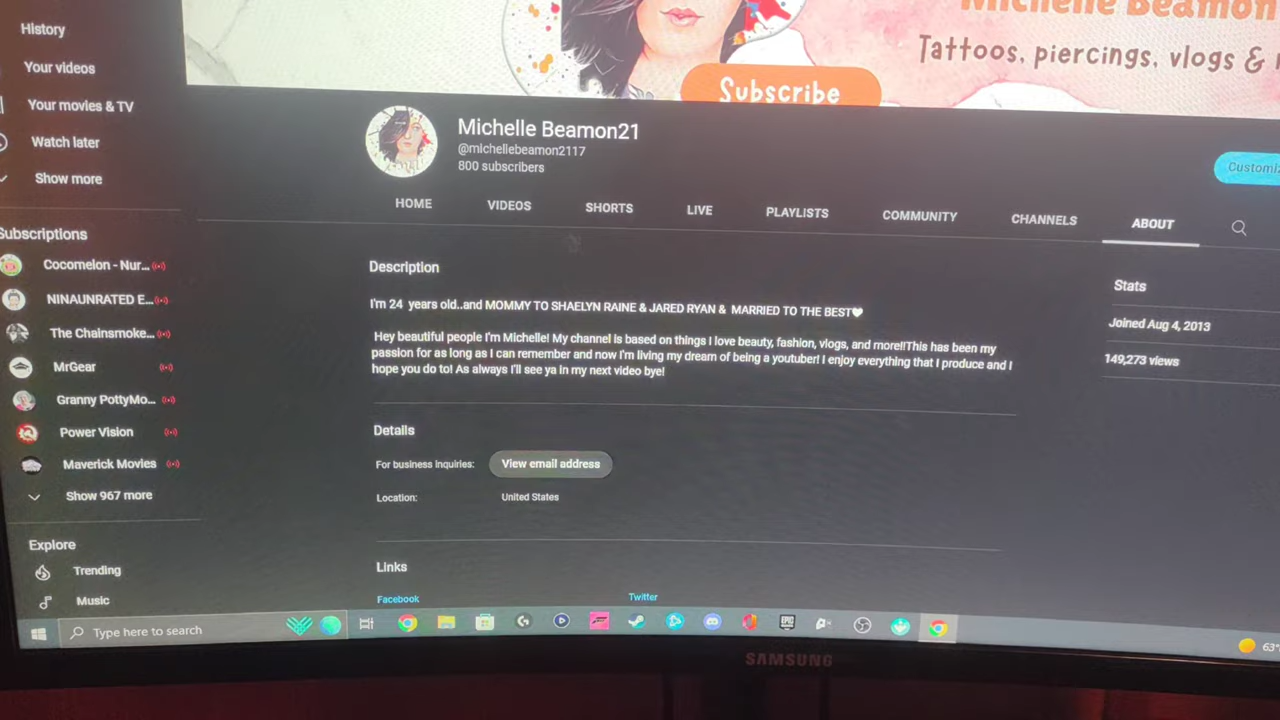 Michelle Beamon
Tattoos, piercings, vlogs &
Subscribe
History
Your videos
Your movies & TV
Watch later
Show more
Subscriptions
Cocomelon - Nur...
NINAUNRATED E...
The Chainsmoke...
MrGear
Granny PottyMo...
Power Vision
Maverick Movies
Show 967 more
Explore
Trending
Music
Michelle Beamon21
@michellebeamon2117
800 subscribers
Customiz
HOME VIDEOS SHORTS LIVE PLAYLISTS COMMUNITY CHANNELS ABOUT
Description
I'm 24 years old..and MOMMY TO SHAELYN RAINE & JARED RYAN & MARRIED TO THE BEST♥
Hey beautiful people I'm Michelle! My channel is based on things I love beauty, fashion, vlogs, and more!!This has been my
passion for as long as I can remember and now I'm living my dream of being a youtuber! I enjoy everything that I produce and I
hope you do to! As always I'll see ya in my next video bye!
Details
For business inquiries: View email address
Location: United States
Links
Facebook Twitter
Stats
Joined Aug 4, 2013
149,273 views
Type here to search
EPIC
63°
SAMSUNG